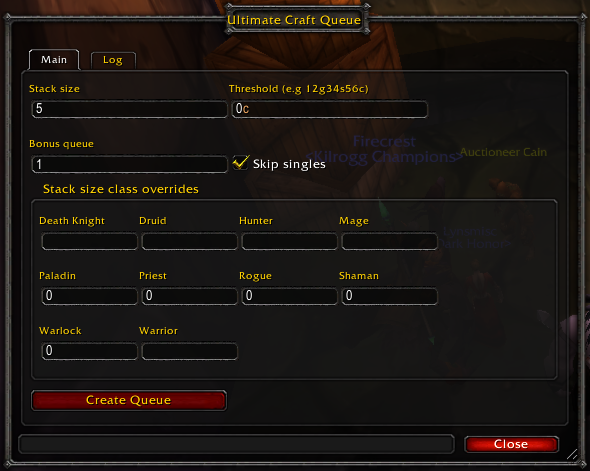 Ultimate Craft Queue
Main
Log
Stack size
Threshold (e.g 12g34s56c)
5
0c
Bonus queue
Firecrest
<Kilrogg Champions>
Auctioneer Cain
1
Skip singles
Stack size class overrides
Death Knight
Druid
Hunter
Mage
Paladin
Priest
Rogue
Shaman
0
0
0
0
Warlock
Warrior
0
Create Queue
Close